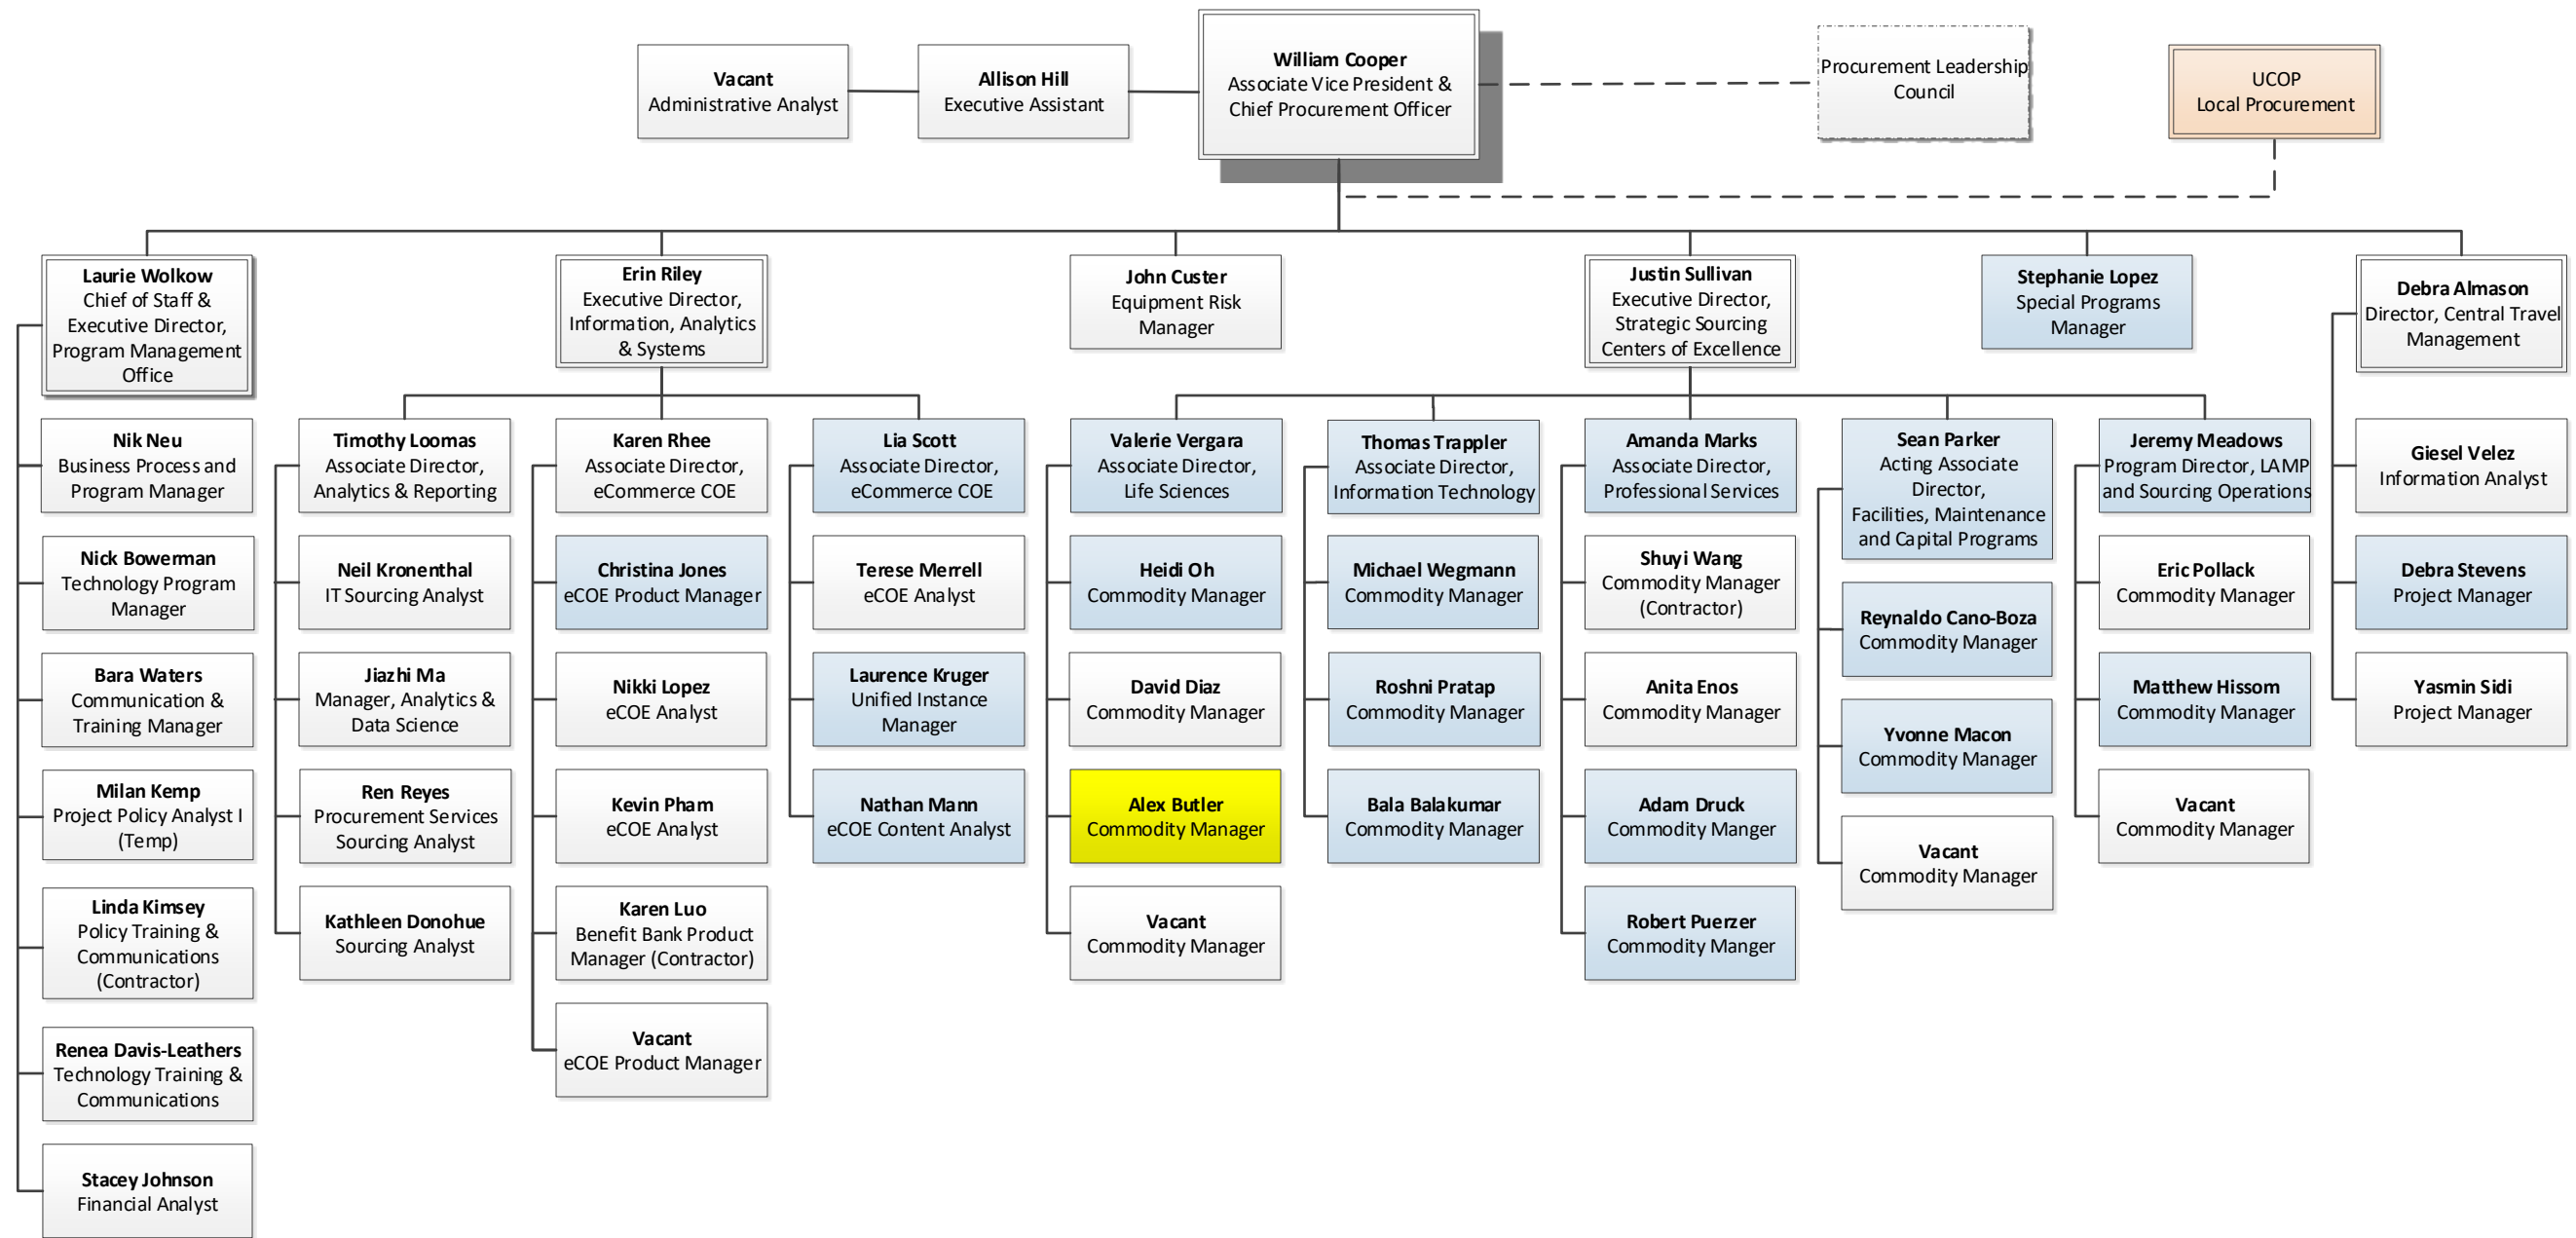 Vacant
Administrative Analyst
Allison Hill
Executive Assistant
William Cooper
Associate Vice President &
Chief Procurement Officer
Procurement Leadership
Council
UCOP
Local Procurement
Laurie Wolkow
Chief of Staff &
Executive Director,
Program Management
Office
Erin Riley
Executive Director,
Information, Analytics
& Systems
John Custer
Equipment Risk
Manager
Justin Sullivan
Executive Director,
Strategic Sourcing
Centers of Excellence
Stephanie Lopez
Special Programs
Manager
Debra Almason
Director, Central Travel
Management
Nik Neu
Business Process and
Program Manager
Nick Bowerman
Technology Program
Manager
Bara Waters
Communication &
Training Manager
Milan Kemp
Project Policy Analyst I
(Temp)
Linda Kimsey
Policy Training &
Communications
(Contractor)
Renea Davis-Leathers
Technology Training &
Communications
Stacey Johnson
Financial Analyst
Timothy Loomas
Associate Director,
Analytics & Reporting
Neil Kronenthal
IT Sourcing Analyst
Jiazhi Ma
Manager, Analytics &
Data Science
Ren Reyes
Procurement Services
Sourcing Analyst
Kathleen Donohue
Sourcing Analyst
Karen Rhee
Associate Director,
eCommerce COE
Christina Jones
eCOE Product Manager
Nikki Lopez
eCOE Analyst
Kevin Pham
eCOE Analyst
Karen Luo
Benefit Bank Product
Manager (Contractor)
Vacant
eCOE Product Manager
Lia Scott
Associate Director,
eCommerce COE
Terese Merrell
eCOE Analyst
Laurence Kruger
Unified Instance
Manager
Nathan Mann
eCOE Content Analyst
Valerie Vergara
Associate Director,
Life Sciences
Heidi Oh
Commodity Manager
David Diaz
Commodity Manager
Alex Butler
Commodity Manager
Vacant
Commodity Manager
Thomas Trappler
Associate Director,
Information Technology
Michael Wegmann
Commodity Manager
Roshni Pratap
Commodity Manager
Bala Balakumar
Commodity Manager
Amanda Marks
Associate Director,
Professional Services
Shuyi Wang
Commodity Manager
(Contractor)
Anita Enos
Commodity Manager
Adam Druck
Commodity Manger
Robert Puerzer
Commodity Manger
Sean Parker
Acting Associate
Director,
Facilities, Maintenance
and Capital Programs
Reynaldo Cano-Boza
Commodity Manager
Yvonne Macon
Commodity Manager
Vacant
Commodity Manager
Jeremy Meadows
Program Director, LAMP
and Sourcing Operations
Eric Pollack
Commodity Manager
Matthew Hissom
Commodity Manager
Vacant
Commodity Manager
Giesel Velez
Information Analyst
Debra Stevens
Project Manager
Yasmin Sidi
Project Manager